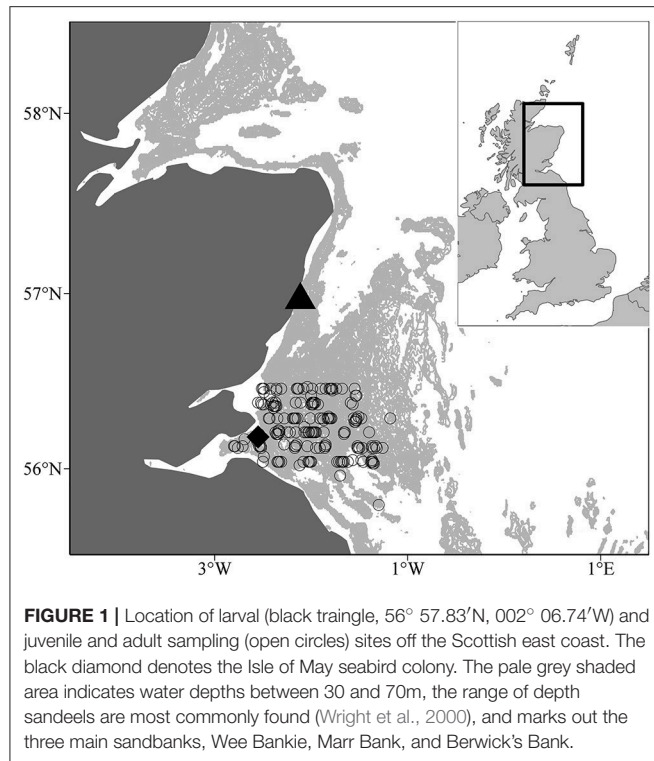 58°N
57°N
56°N
3°W
1°W
1°E
FIGURE 1 | Location of larval (black traingle, 56° 57.83′N, 002° 06.74′W) and
juvenile and adult sampling (open circles) sites off the Scottish east coast. The
black diamond denotes the Isle of May seabird colony. The pale grey shaded
area indicates water depths between 30 and 70m, the range of depth
sandeels are most commonly found (Wright et al., 2000), and marks out the
three main sandbanks, Wee Bankie, Marr Bank, and Berwick's Bank.